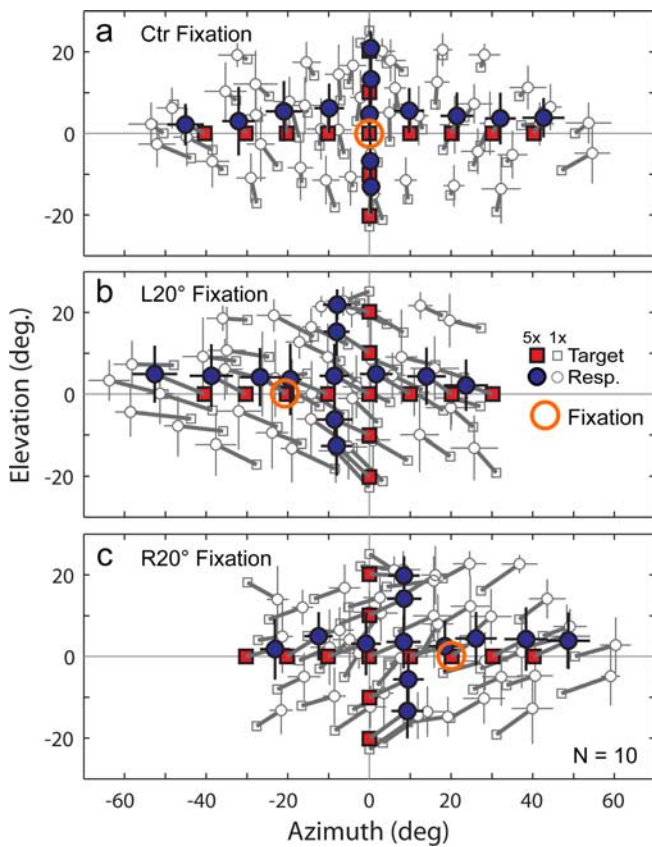 a Ctr Fixation
20
0
-20
b L20° Fixation
20
0
-20
5x 1x
Target
Resp.
Fixation
Elevation (deg.)
c R20° Fixation
20
0
-20
N = 10
-60 -40 -20 0 20 40 60
Azimuth (deg)